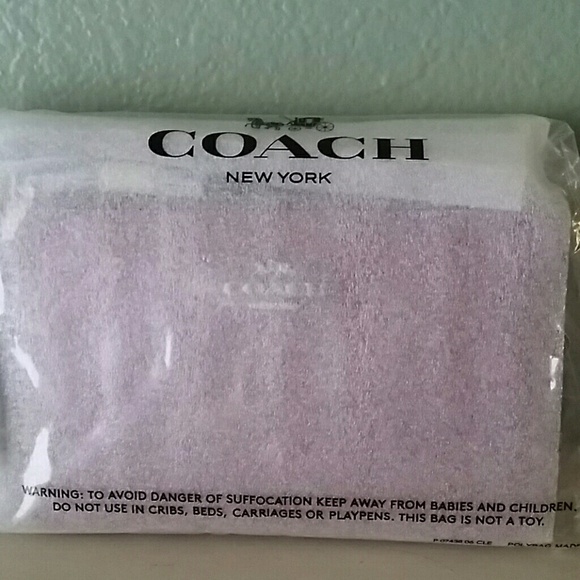 COACH
NEW YORK
COACH
WARNING: TO AVOID DANGER OF SUFFOCATION KEEP AWAY FROM BABIES AND CHILDREN.
DO NOT USE IN CRIBS, BEDS, CARRIAGES OR PLAYPENS. THIS BAG IS NOT A TOY.